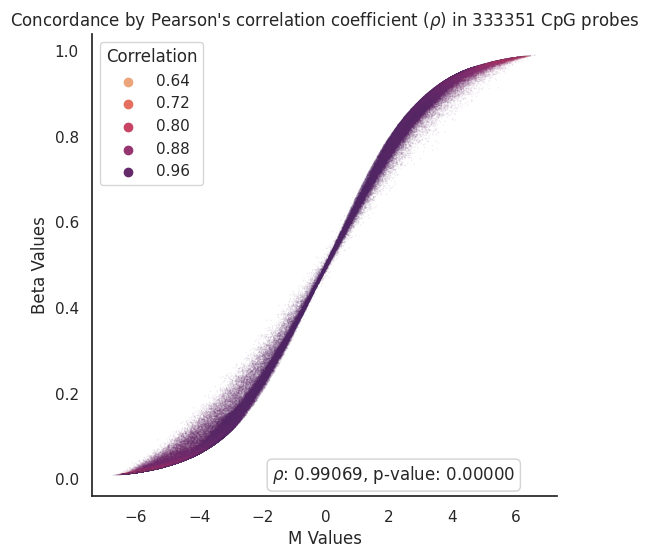 Concordance by Pearson's correlation coefficient (ρ) in 333351 CpG probes
Correlation
0.64
0.72
0.80
0.88
0.96
1.0
0.8
0.6
0.4
0.2
0.0
Beta Values
ρ: 0.99069, p-value: 0.00000
−6 −4 −2 0 2 4 6
M Values